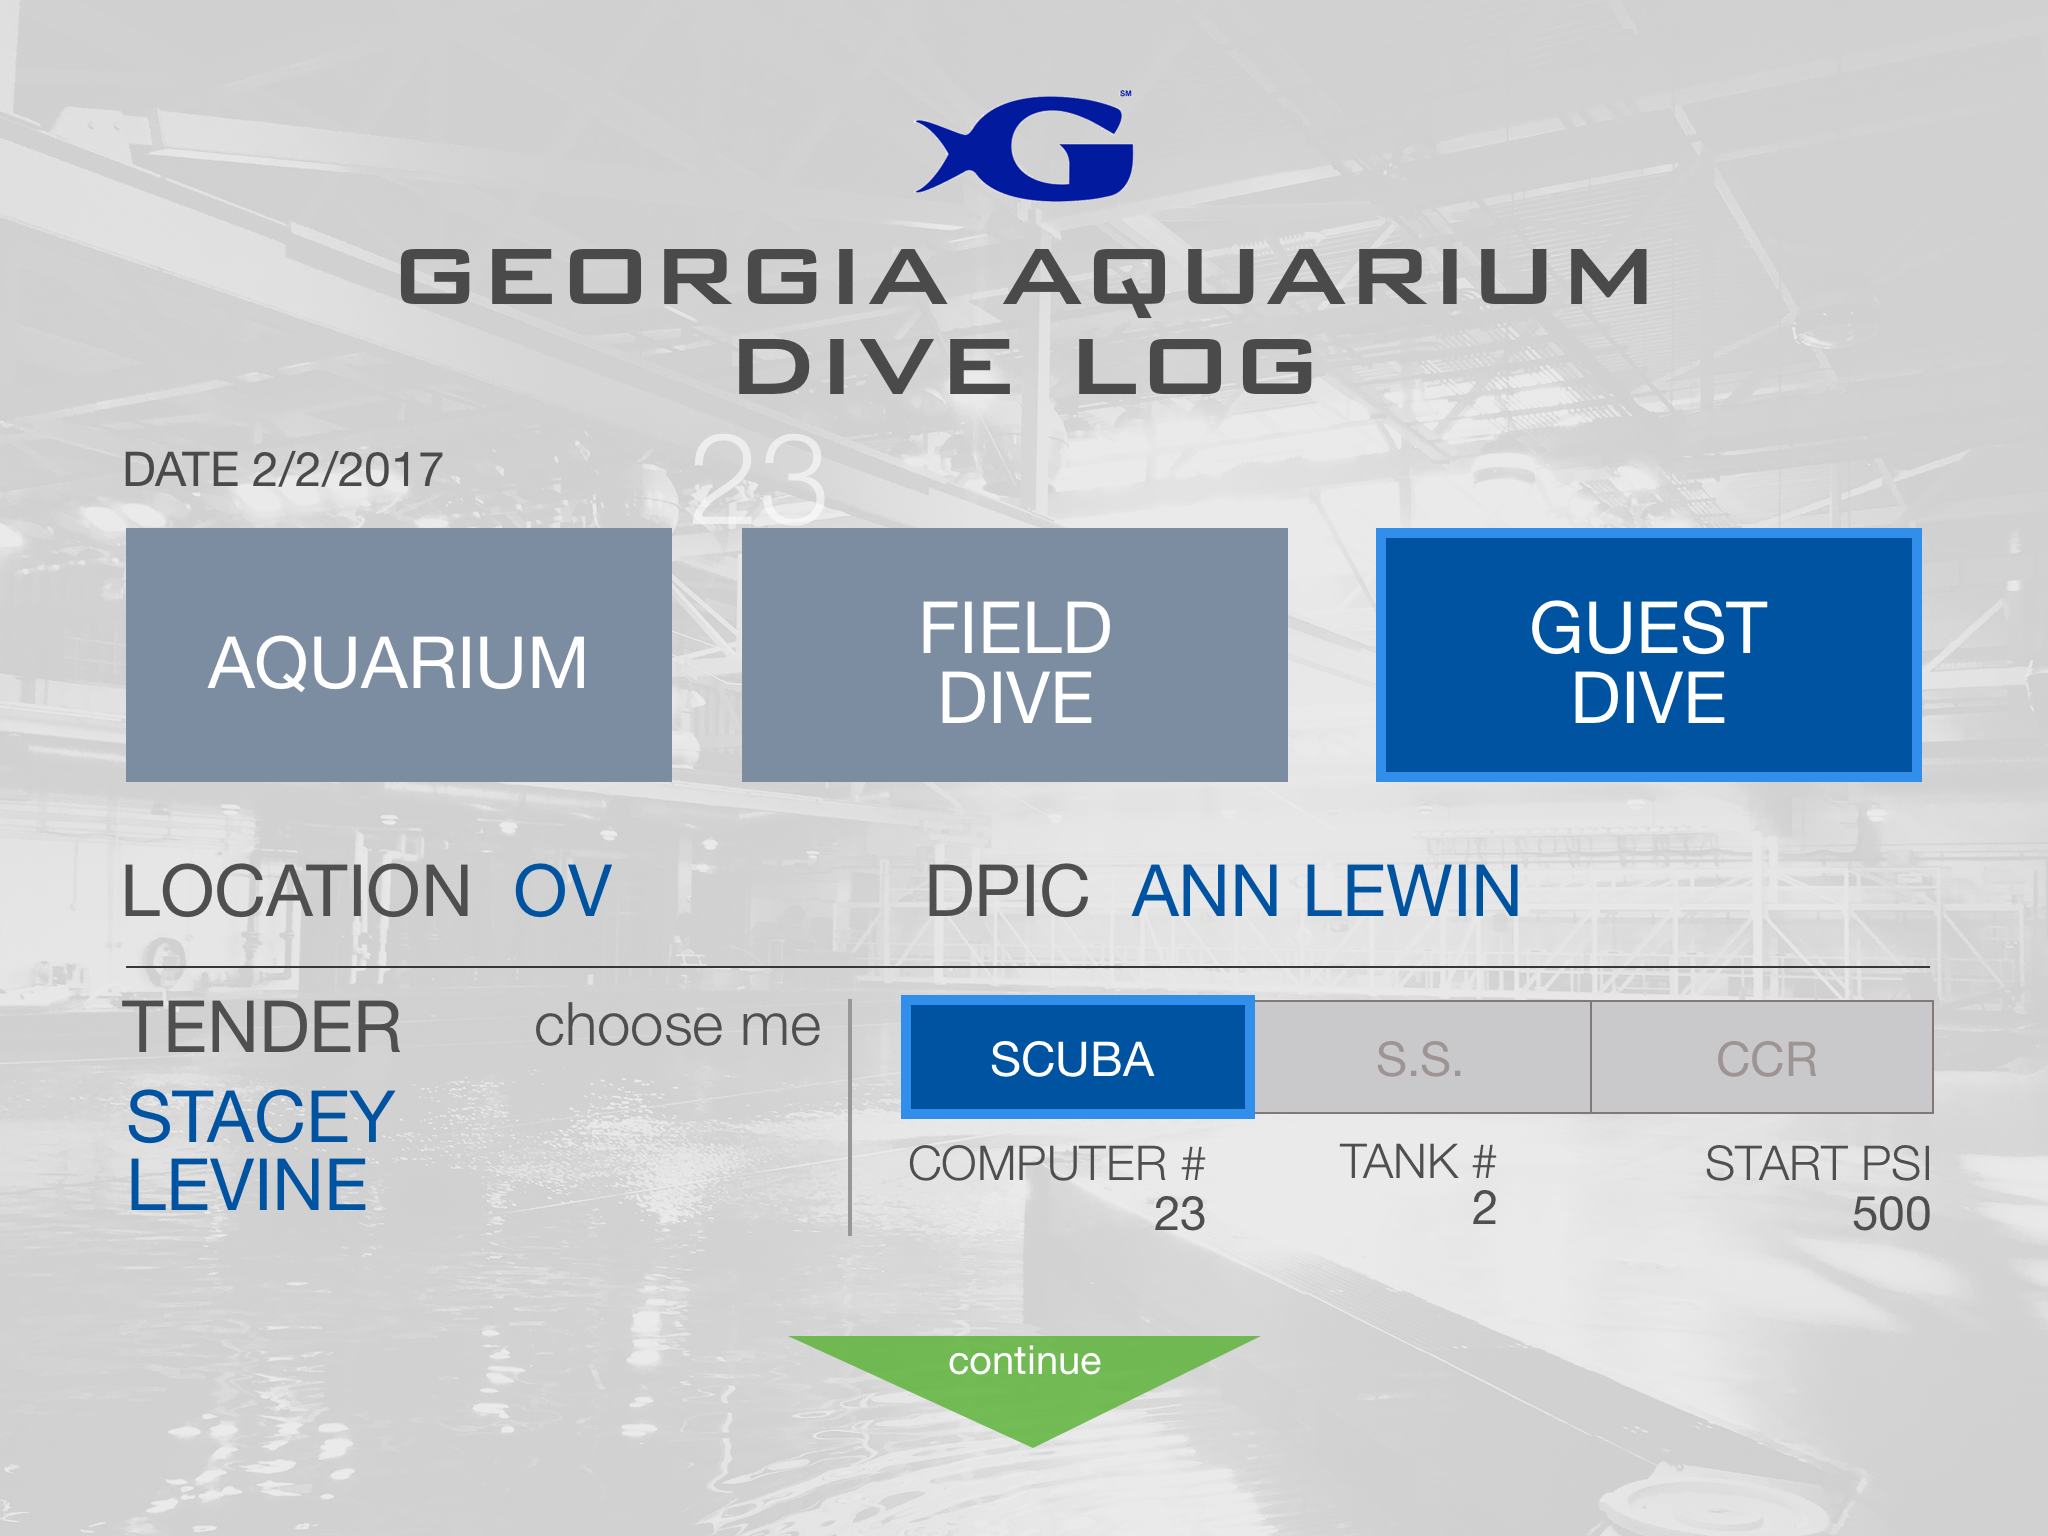 G SM
GEORGIA AQUARIUM
DIVE LOG
DATE 2/2/2017
23
AQUARIUM
FIELD
DIVE
GUEST
DIVE
LOCATION OV
DPIC ANN LEWIN
TENDER
choose me
STACEY
LEVINE
SCUBA
S.S.
CCR
COMPUTER #
23
TANK #
2
START PSI
500
continue